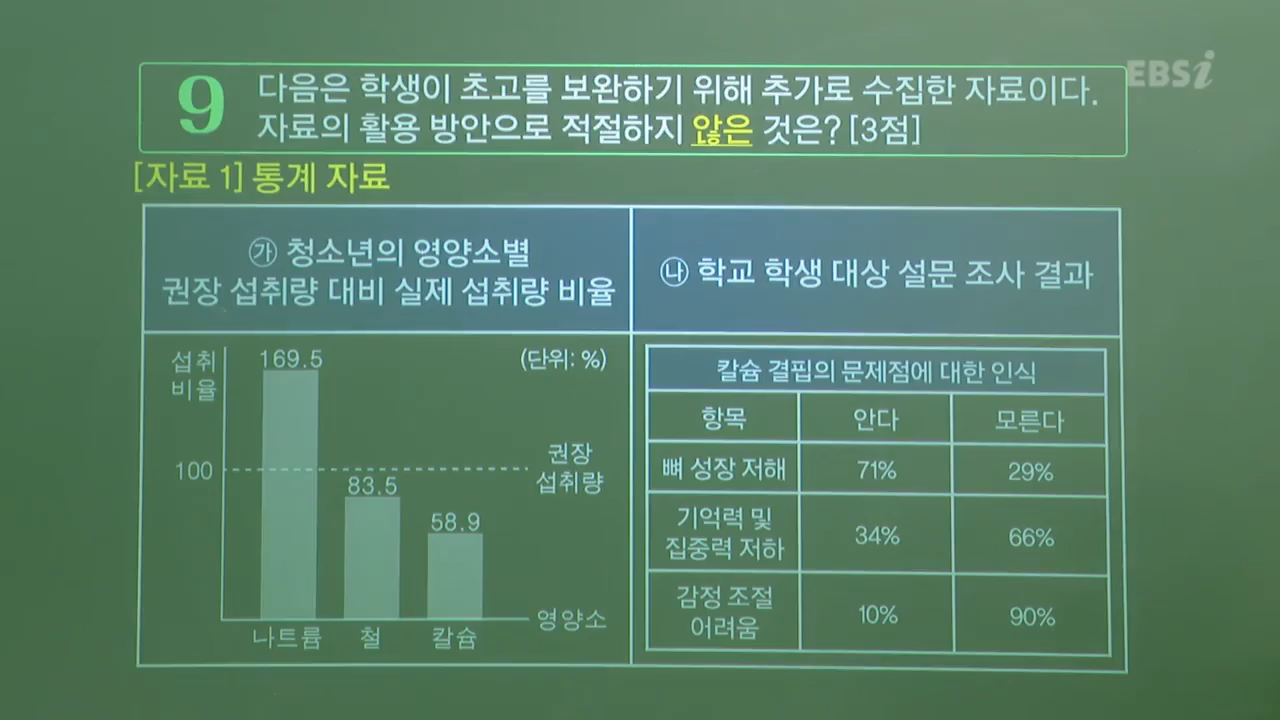 9
다음은 학생이 초고를 보완하기 위해 추가로 수집한 자료이다.
자료의 활용 방안으로 적절하지 않은 것은? [3점]
EBSi
[자료 1] 통계 자료
㉮ 청소년의 영양소별
권장 섭취량 대비 실제 섭취량 비율
㉯ 학교 학생 대상 설문 조사 결과
섭취
비율
(단위: %)
169.5
100
권장
섭취량
83.5
58.9
나트륨 철 칼슘
영양소
칼슘 결핍의 문제점에 대한 인식
항목 안다 모른다
뼈 성장 저해 71% 29%
기억력 및
집중력 저하 34% 66%
감정 조절
어려움 10% 90%